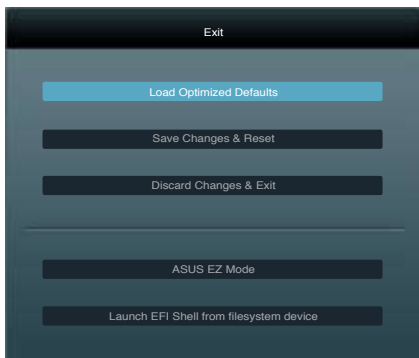 Exit
Load Optimized Defaults
Save Changes & Reset
Discard Changes & Exit
ASUS EZ Mode
Launch EFI Shell from filesystem device